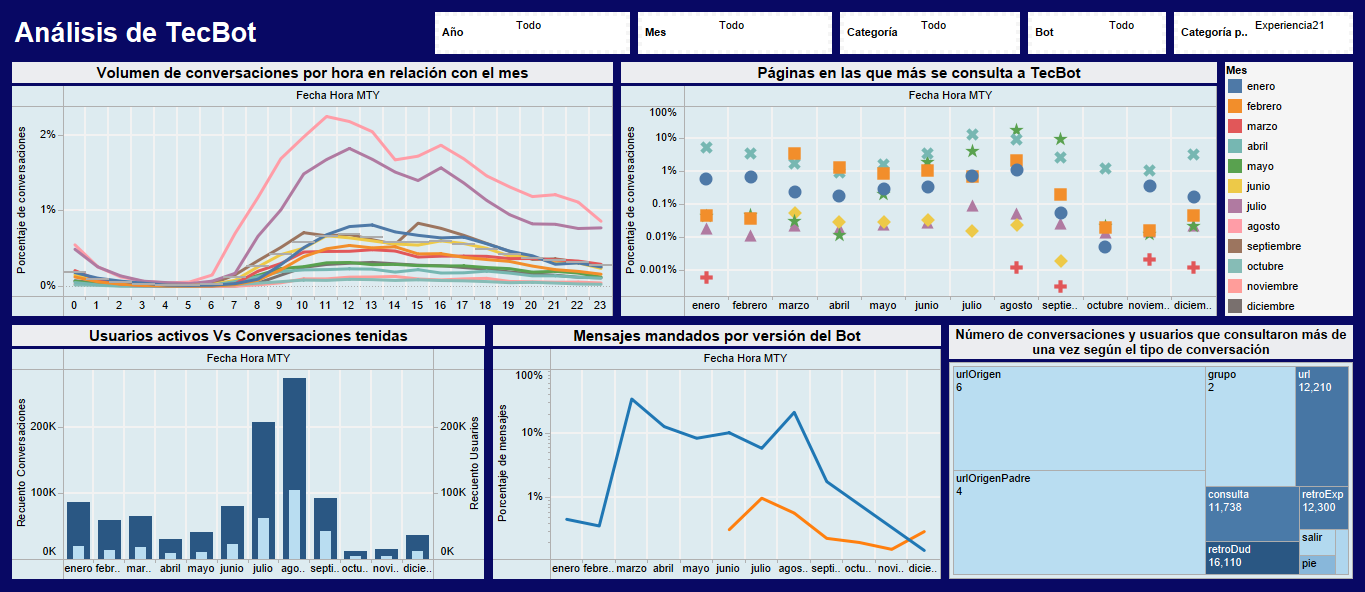 Análisis de TecBot
Año
Todo
Mes
Todo
Categoría
Todo
Bot
Todo
Categoría p..
Experiencia21
Volumen de conversaciones por hora en relación con el mes
Fecha Hora MTY
Porcentaje de conversaciones
2%
1%
0%
0 1 2 3 4 5 6 7 8 9 10 11 12 13 14 15 16 17 18 19 20 21 22 23
Páginas en las que más se consulta a TecBot
Fecha Hora MTY
Porcentaje de conversaciones
100%
10%
1%
0.1%
0.01%
0.001%
enero febrero marzo abril mayo junio julio agosto septie.. octubre noviem.. diciem..
Mes
enero
febrero
marzo
abril
mayo
junio
julio
agosto
septiembre
octubre
noviembre
diciembre
Usuarios activos Vs Conversaciones tenidas
Fecha Hora MTY
Recuento Conversaciones
200K
100K
0K
200K
100K
0K
Recuento Usuarios
enero febr.. mar.. abril mayo junio julio ago.. septi.. octu.. novi.. dicie..
Mensajes mandados por versión del Bot
Fecha Hora MTY
Porcentaje de mensajes
100%
10%
1%
enero febre.. marzo abril mayo junio julio agos.. septi.. octu.. novi.. dicie..
Número de conversaciones y usuarios que consultaron más de
una vez según el tipo de conversación
urlOrigen
6
grupo
2
url
12,210
urlOrigenPadre
4
consulta
11,738
retroExp
12,300
retroDud
16,110
salir
pie